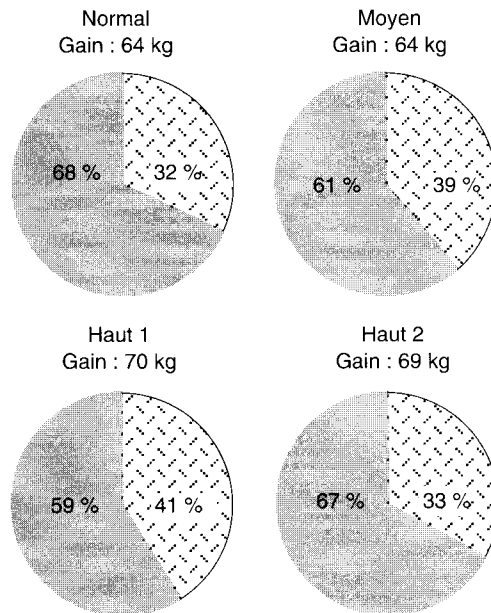 Normal
Gain : 64 kg
68 %
32 %
Moyen
Gain : 64 kg
61 %
39 %
Haut 1
Gain : 70 kg
59 %
41 %
Haut 2
Gain : 69 kg
67 %
33 %